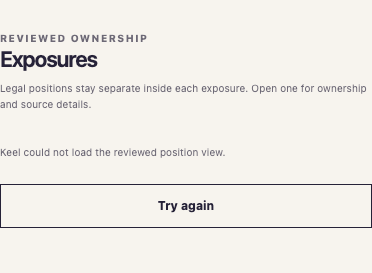 REVIEWED OWNERSHIP
Exposures
Legal positions stay separate inside each exposure. Open one for ownership
and source details.
Keel could not load the reviewed position view.
Try again